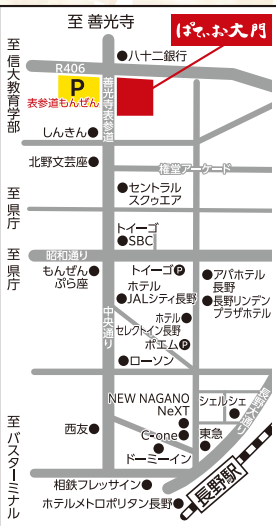 至 善光寺
ぱてぃお大門
八十二銀行
至 信大教育学部
R406
P
表参道もんぜん
善光寺表参道
しんきん
北野文芸座
権堂アーケード
至 県庁
セントラル
スクゥエア
トイーゴ
SBC
昭和通り
至 県庁
もんぜん
ぷら座
トイーゴP
アパホテル
長野
ホテル
JALシティ長野
長野リンデン
プラザホテル
中央通り
ホテル
セレクトイン長野
ポエムP
ローソン
NEW NAGANO
NeXT
シェルシェ
長野大通り
西友
C-one
東急
ドーミーイン
至 バスターミナル
相鉄フレッサイン
長野駅
ホテルメトロポリタン長野